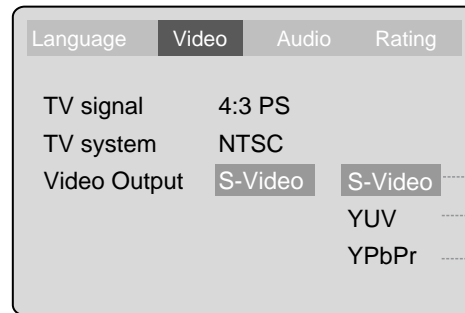 Language Video Audio Rating
TV signal 4:3 PS
TV system NTSC
Video Output S-Video S-Video
YUV
YPbPr